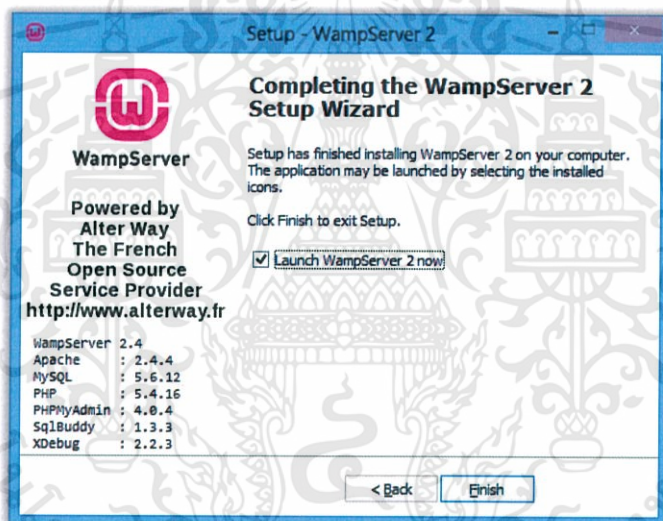 Setup - WampServer 2
WampServer
Powered by
Alter Way
The French
Open Source
Service Provider
http://www.alterway.fr
WampServer 2.4
Apache : 2.4.4
MySQL : 5.6.12
PHP : 5.4.16
PHPMyAdmin : 4.0.4
SqlBuddy : 1.3.3
XDebug : 2.2.3
Completing the WampServer 2
Setup Wizard
Setup has finished installing WampServer 2 on your computer.
The application may be launched by selecting the installed
icons.
Click Finish to exit Setup.
Launch WampServer 2 now
< Back
Finish